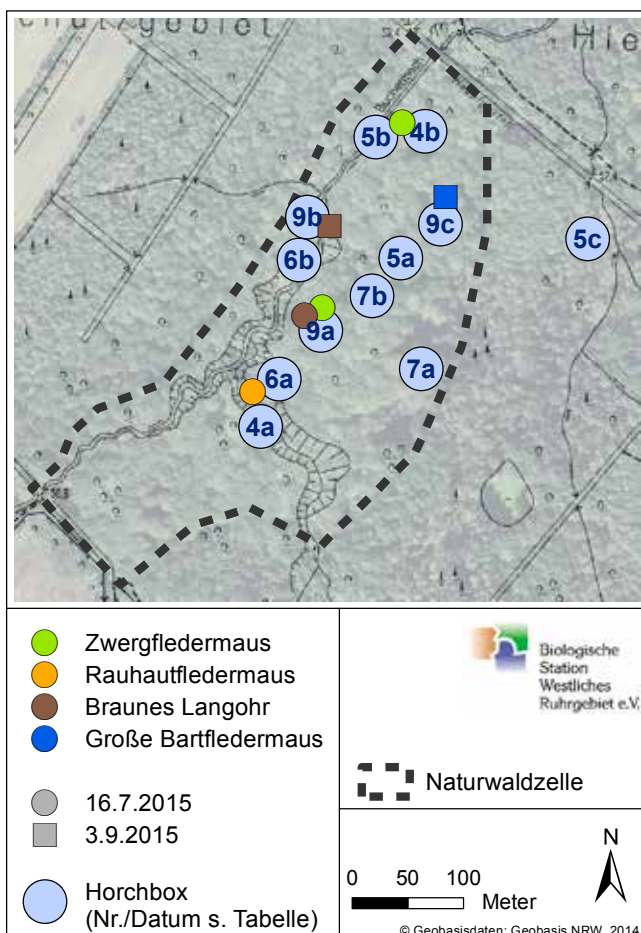 chutzgebiet
Hie
5b
4b
9b
9c
5c
6b
5a
7b
9a
6a
7a
4a
Zwergfledermaus
Rauhautfledermaus
Braunes Langohr
Große Bartfledermaus
16.7.2015
3.9.2015
Horchbox
(Nr./Datum s. Tabelle)
Biologische
Station
Westliches
Ruhrgebiet e.V.
Naturwaldzelle
N
0 50 100
Meter
© Geobasisdaten: Geobasis NRW, 2014